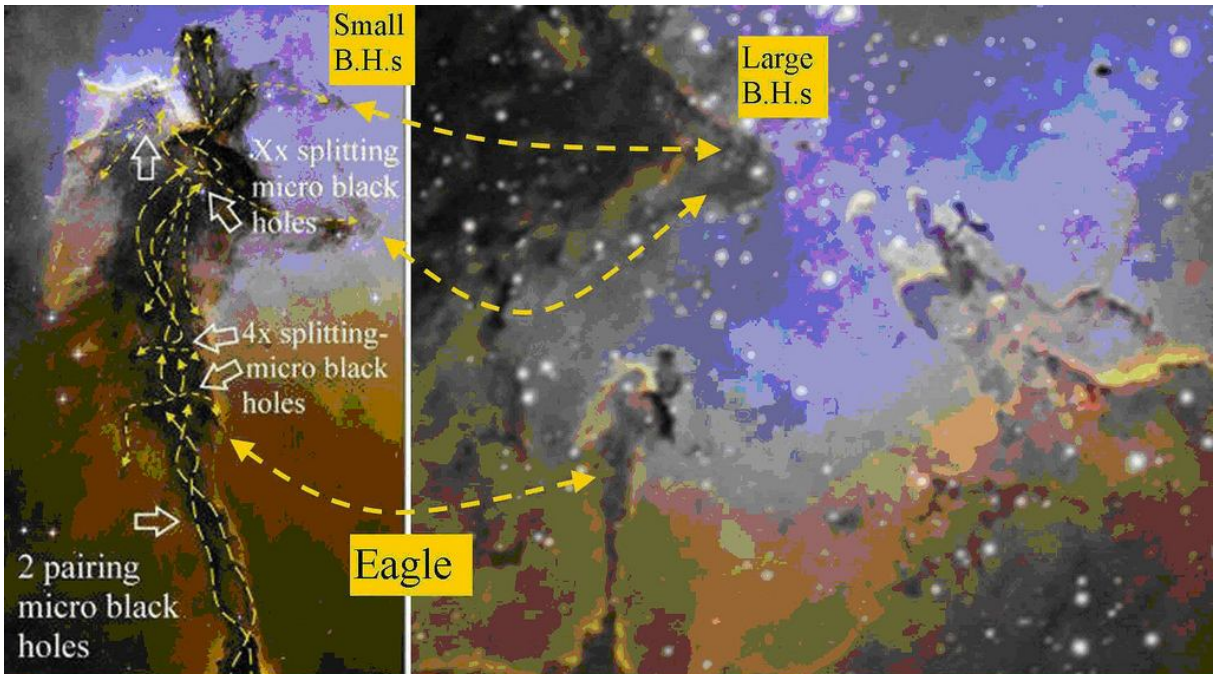 Small
B.H.s
Large
B.H.s
Xx splitting
micro black
holes
4x splitting-
micro black
holes
Eagle
2 pairing
micro black
holes